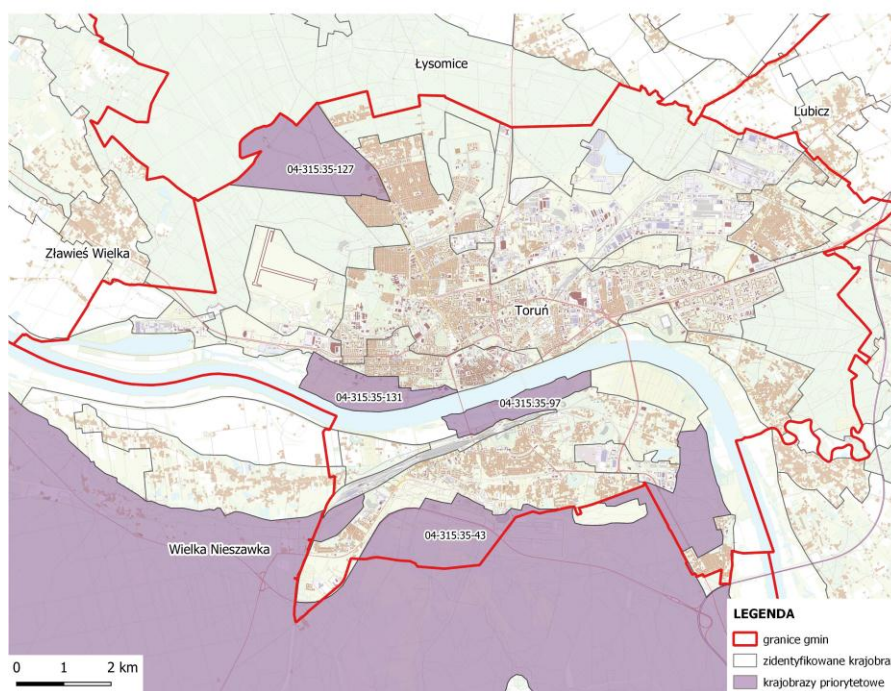 Łysomice
Lubicz
04-315.35-127
Zławieś Wielka
Toruń
04-315.35-131
04-315.35-97
04-315.35-43
Wielka Nieszawka
LEGENDA
granice gmin
zidentyfikowane krajobra
krajobrazy priorytetowe
0 1 2 km